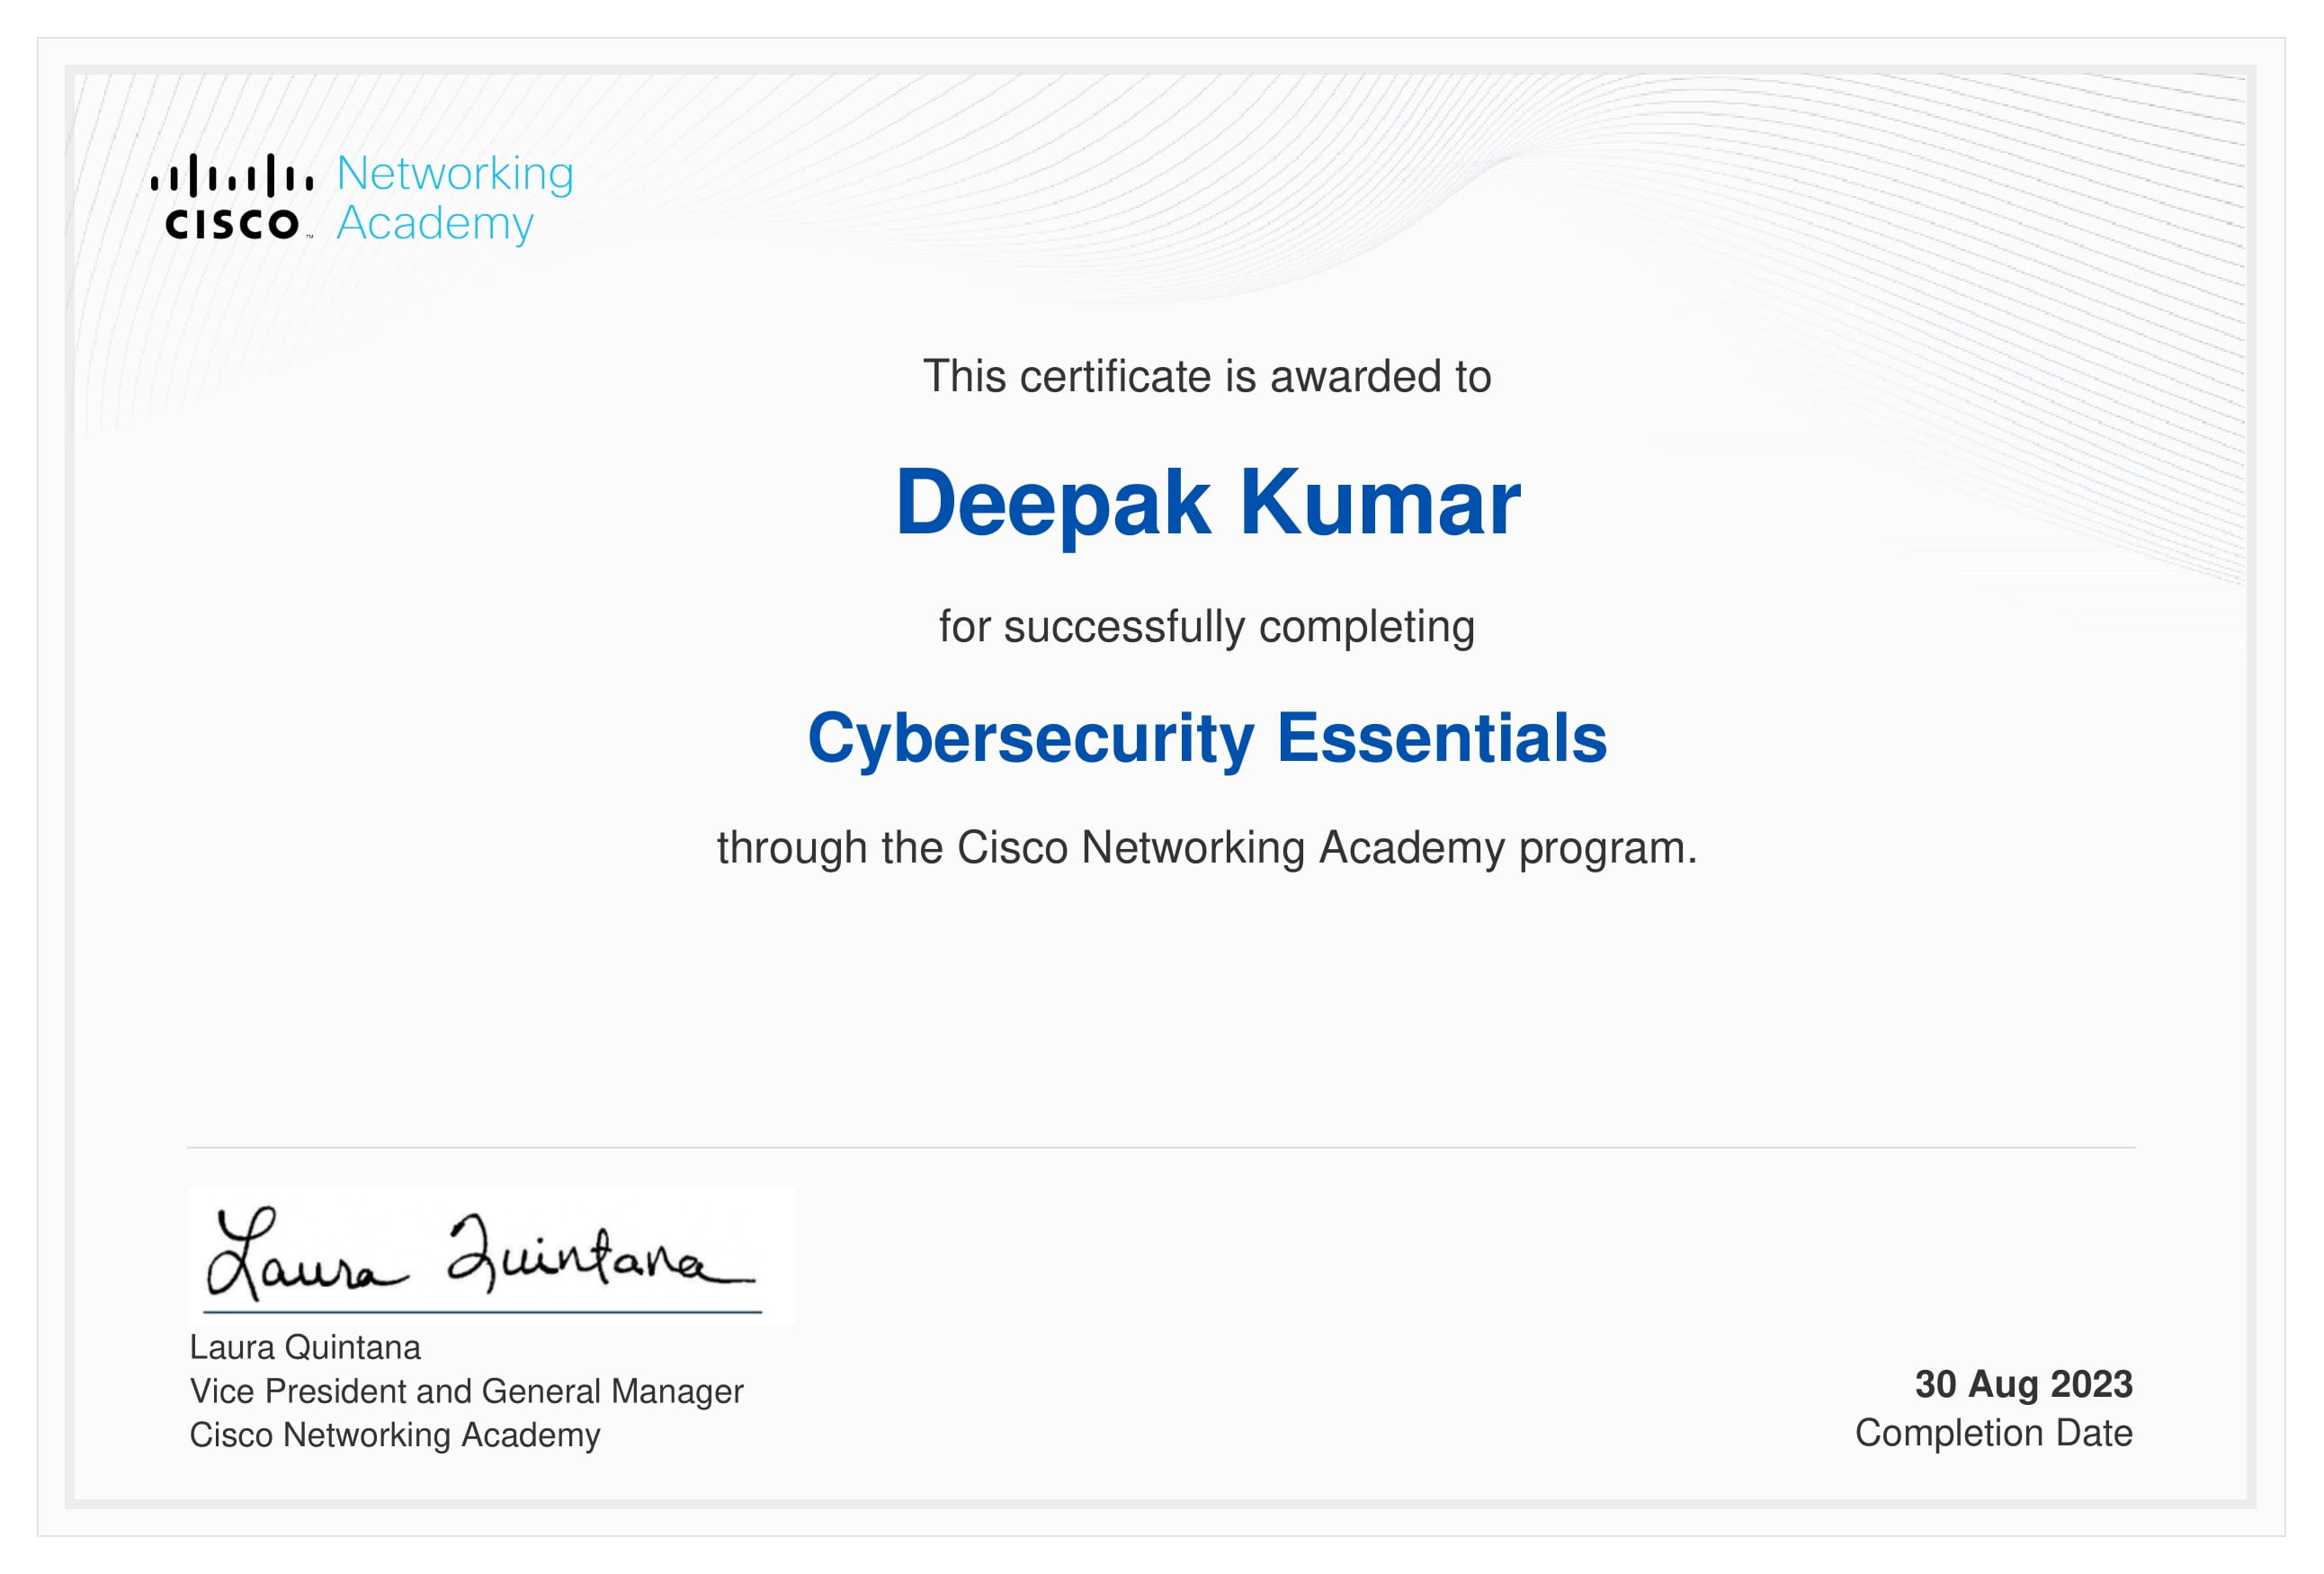 CISCO™ Networking
Academy
This certificate is awarded to
Deepak Kumar
for successfully completing
Cybersecurity Essentials
through the Cisco Networking Academy program.
Laura Quintana
Laura Quintana
Vice President and General Manager
Cisco Networking Academy
30 Aug 2023
Completion Date